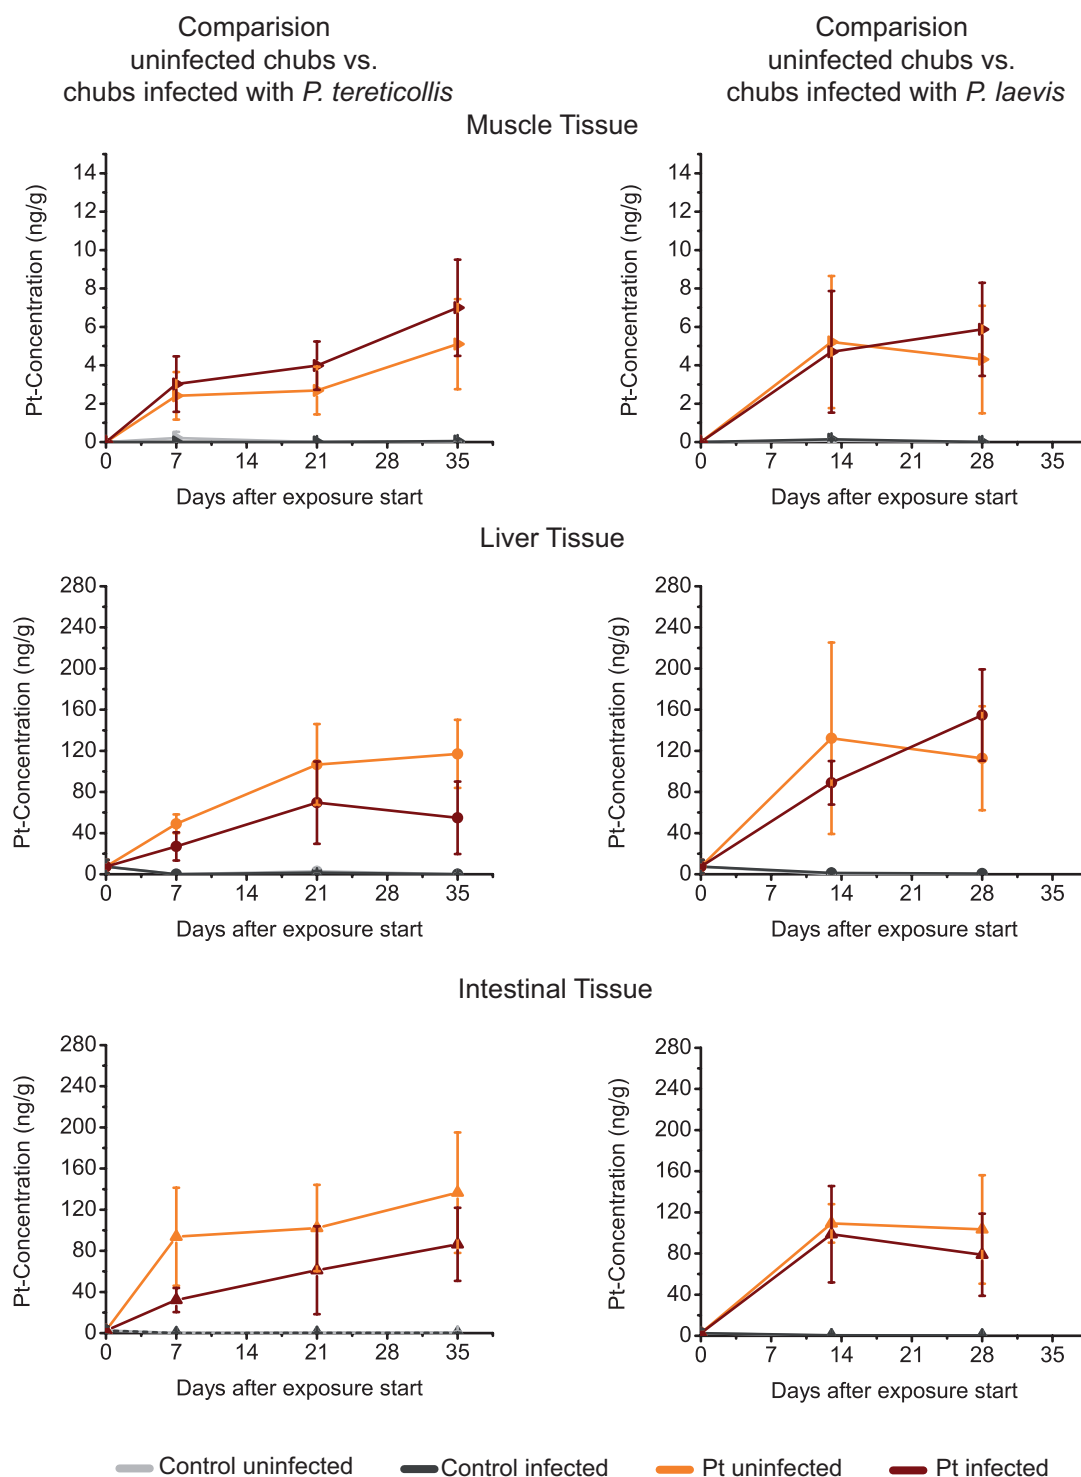 Comparision
uninfected chubs vs.
chubs infected with P. tereticollis
Comparision
uninfected chubs vs.
chubs infected with P. laevis
Muscle Tissue
Pt-Concentration (ng/g)
14
12
10
8
6
4
2
0
0 7 14 21 28 35
Days after exposure start
Pt-Concentration (ng/g)
14
12
10
8
6
4
2
0
0 7 14 21 28 35
Days after exposure start
Liver Tissue
Pt-Concentration (ng/g)
280
240
200
160
120
80
40
0
0 7 14 21 28 35
Days after exposure start
Pt-Concentration (ng/g)
280
240
200
160
120
80
40
0
0 7 14 21 28 35
Days after exposure start
Intestinal Tissue
Pt-Concentration (ng/g)
280
240
200
160
120
80
40
0
0 7 14 21 28 35
Days after exposure start
Pt-Concentration (ng/g)
280
240
200
160
120
80
40
0
0 7 14 21 28 35
Days after exposure start
Control uninfected Control infected Pt uninfected Pt infected